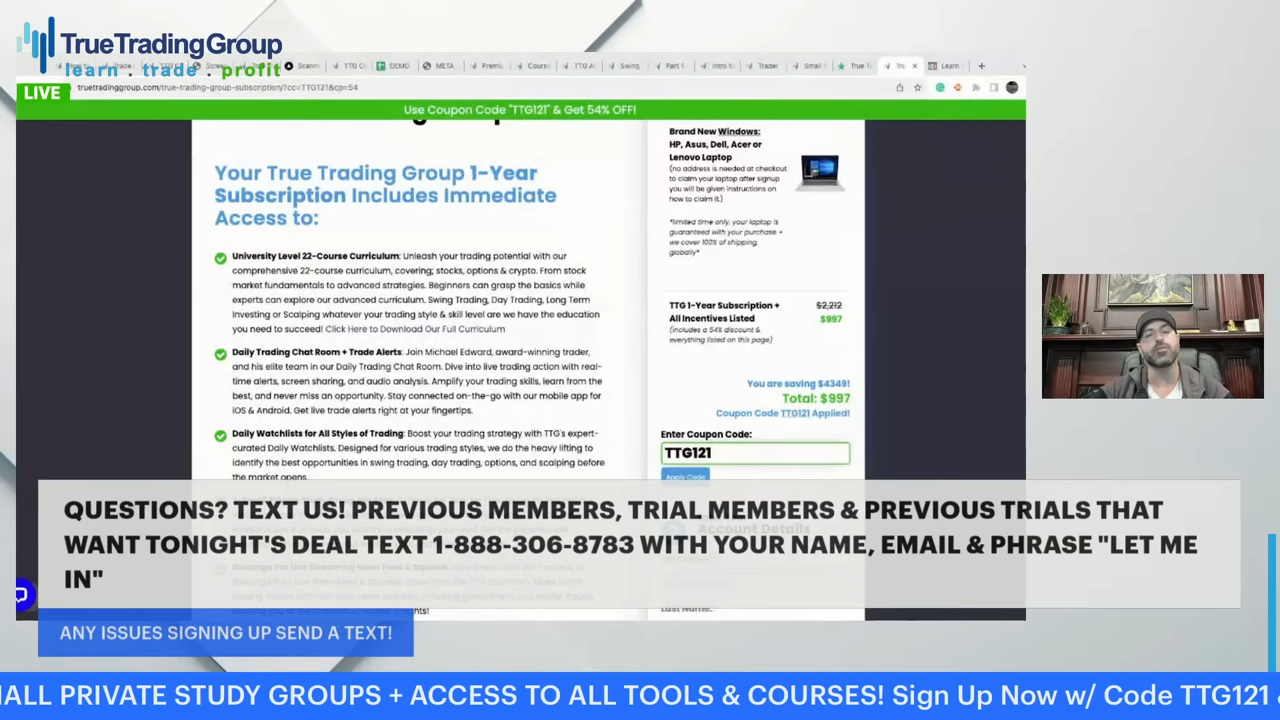 TrueTradingGroup
learn . trade . profit
LIVE
truetradinggroup.com/true-trading-group-subscription/?cc=TTG121&cp=54
Use Coupon Code "TTG121" & Get 54% OFF!
Your True Trading Group 1-Year
Subscription Includes Immediate
Access to:
University Level 22-Course Curriculum: Unleash your trading potential with our
comprehensive 22-course curriculum, covering; stocks, options & crypto. From stock
market fundamentals to advanced strategies. Beginners can grasp the basics while
experts can explore our advanced curriculum. Swing Trading, Day Trading, Long Term
Investing or Scalping whatever your trading style & skill level are we have the education
you need to succeed! Click Here to Download Our Full Curriculum
Daily Trading Chat Room + Trade Alerts: Join Michael Edward, award-winning trader,
and his elite team in our Daily Trading Chat Room. Dive into live trading action with real-
time alerts, screen sharing, and audio analysis. Amplify your trading skills, learn from the
best, and never miss an opportunity. Stay connected on-the-go with our mobile app for
iOS & Android. Get live trade alerts right at your fingertips.
Daily Watchlists for All Styles of Trading: Boost your trading strategy with TTG's expert-
curated Daily Watchlists. Designed for various trading styles, we do the heavy lifting to
identify the best opportunities in swing trading, day trading, options, and scalping before
the market opens.
Brand New Windows:
HP, Asus, Dell, Acer or
Lenovo Laptop
(no address is needed at checkout
to claim your laptop after signup
you will be given instructions on
how to claim it.)
*limited time only, your laptop is
guaranteed with your purchase +
we cover 100% of shipping,
globally*
TTG 1-Year Subscription + $2,212
All Incentives Listed $997
(includes a 54% discount &
everything listed on this page)
You are saving $4349!
Total: $997
Coupon Code TTG121 Applied!
Enter Coupon Code:
TTG121
Apply Code
Account Details
QUESTIONS? TEXT US! PREVIOUS MEMBERS, TRIAL MEMBERS & PREVIOUS TRIALS THAT
WANT TONIGHT'S DEAL TEXT 1-888-306-8783 WITH YOUR NAME, EMAIL & PHRASE "LET ME
IN"
ANY ISSUES SIGNING UP SEND A TEXT!
PRIVATE STUDY GROUPS + ACCESS TO ALL TOOLS & COURSES! Sign Up Now w/ Code TTG121